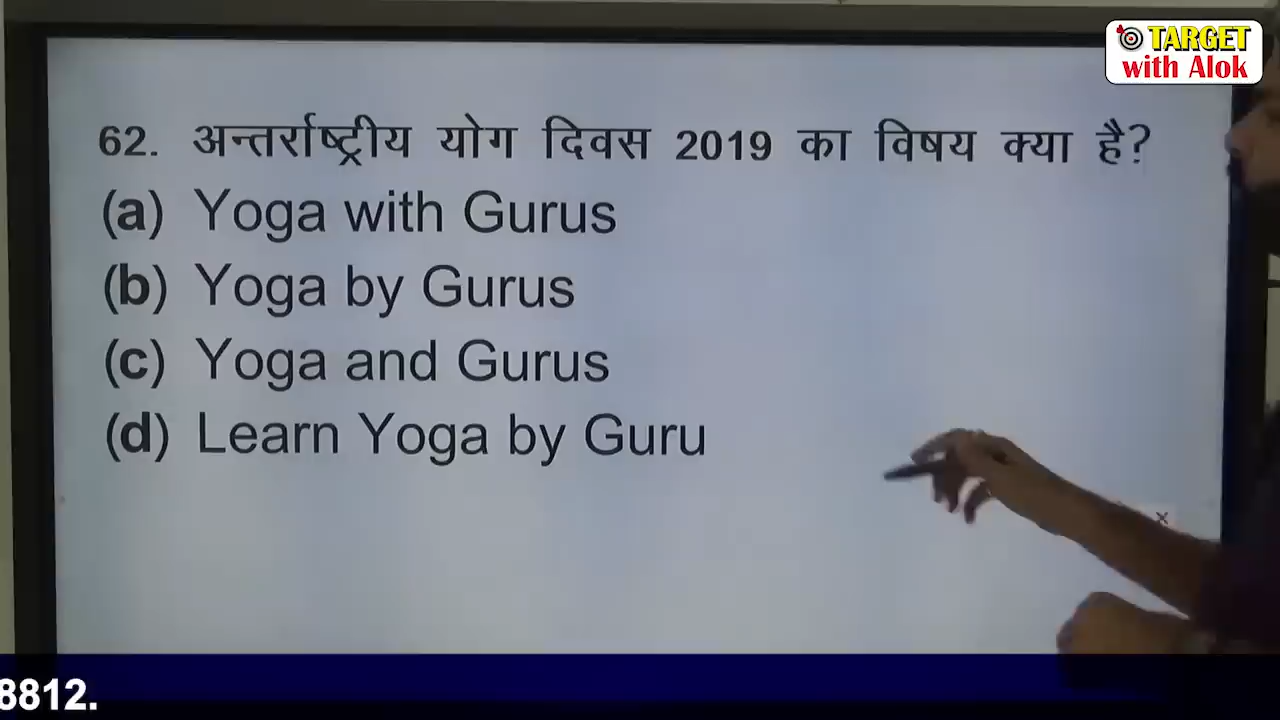 TARGET
with Alok
62. अन्तर्राष्ट्रीय योग दिवस 2019 का विषय क्या है?
(a) Yoga with Gurus
(b) Yoga by Gurus
(c) Yoga and Gurus
(d) Learn Yoga by Guru
8812.